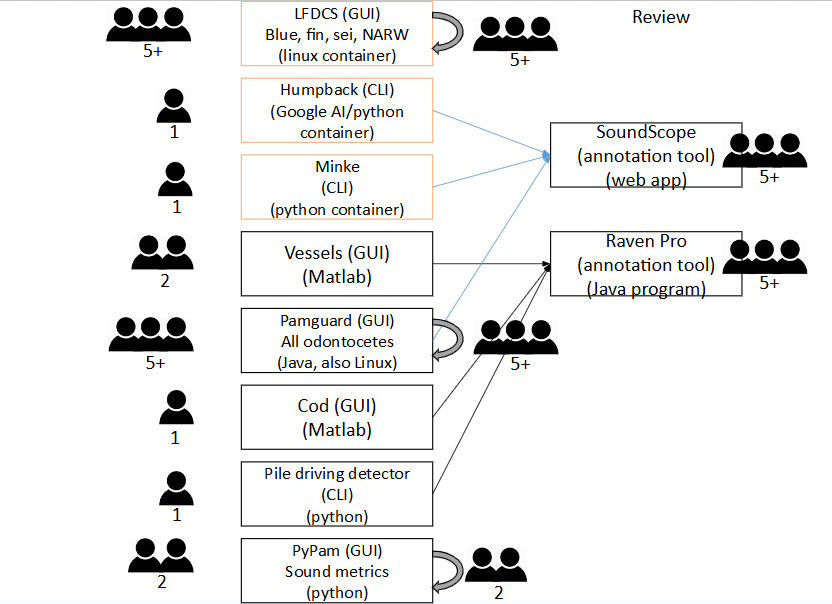 LFDCS (GUI)
Blue, fin, sei, NARW
(linux container)
5+
5+
Review
Humpback (CLI)
(Google AI/python
container)
1
SoundScope
(annotation tool)
(web app)
5+
Minke
(CLI)
(python container)
1
Vessels (GUI)
(Matlab)
2
Raven Pro
(annotation tool)
(Java program)
5+
Pamguard (GUI)
All odontocetes
(Java, also Linux)
5+
5+
Cod (GUI)
(Matlab)
1
Pile driving detector
(CLI)
(python)
1
PyPam (GUI)
Sound metrics
(python)
2
2